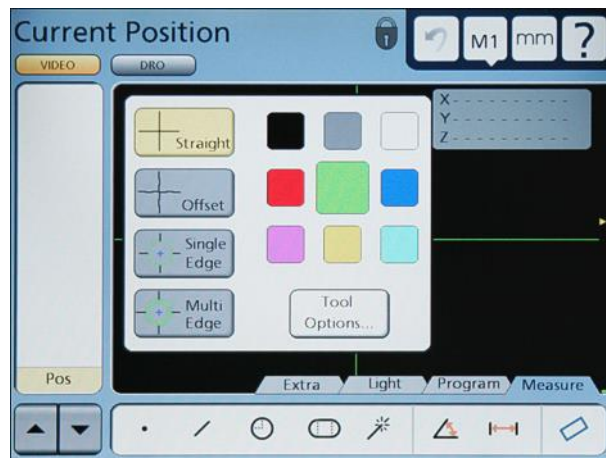 Current Position
M1
mm
?
VIDEO
DRO
X - - - - - - - - - -
Y - - - - - - - - - -
Z - - - - - - - - - -
Straight
Offset
Single
Edge
Multi
Edge
Tool
Options...
Pos
Extra
Light
Program
Measure